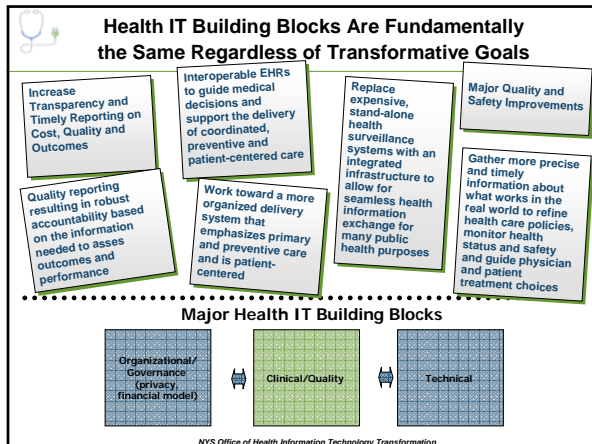 Health IT Building Blocks Are Fundamentally
the Same Regardless of Transformative Goals
Increase
Transparency and
Timely Reporting on
Cost, Quality and
Outcomes
Interoperable EHRs
to guide medical
decisions and
support the delivery
of coordinated,
preventive and
patient-centered care
Replace
expensive,
stand-alone
health
surveillance
systems with an
integrated
infrastructure to
allow for
seamless health
information
exchange for
many public
health purposes
Major Quality and
Safety Improvements
Quality reporting
resulting in robust
accountability based
on the information
needed to asses
outcomes and
performance
Work toward a more
organized delivery
system that
emphasizes primary
and preventive care
and is patient-
centered
Gather more precise
and timely
information about
what works in the
real world to refine
health care policies,
monitor health
status and safety
and guide physician
and patient
treatment choices
Major Health IT Building Blocks
Organizational/
Governance
(privacy,
financial model)
Clinical/Quality
Technical
NYS Office of Health Information Technology Transformation